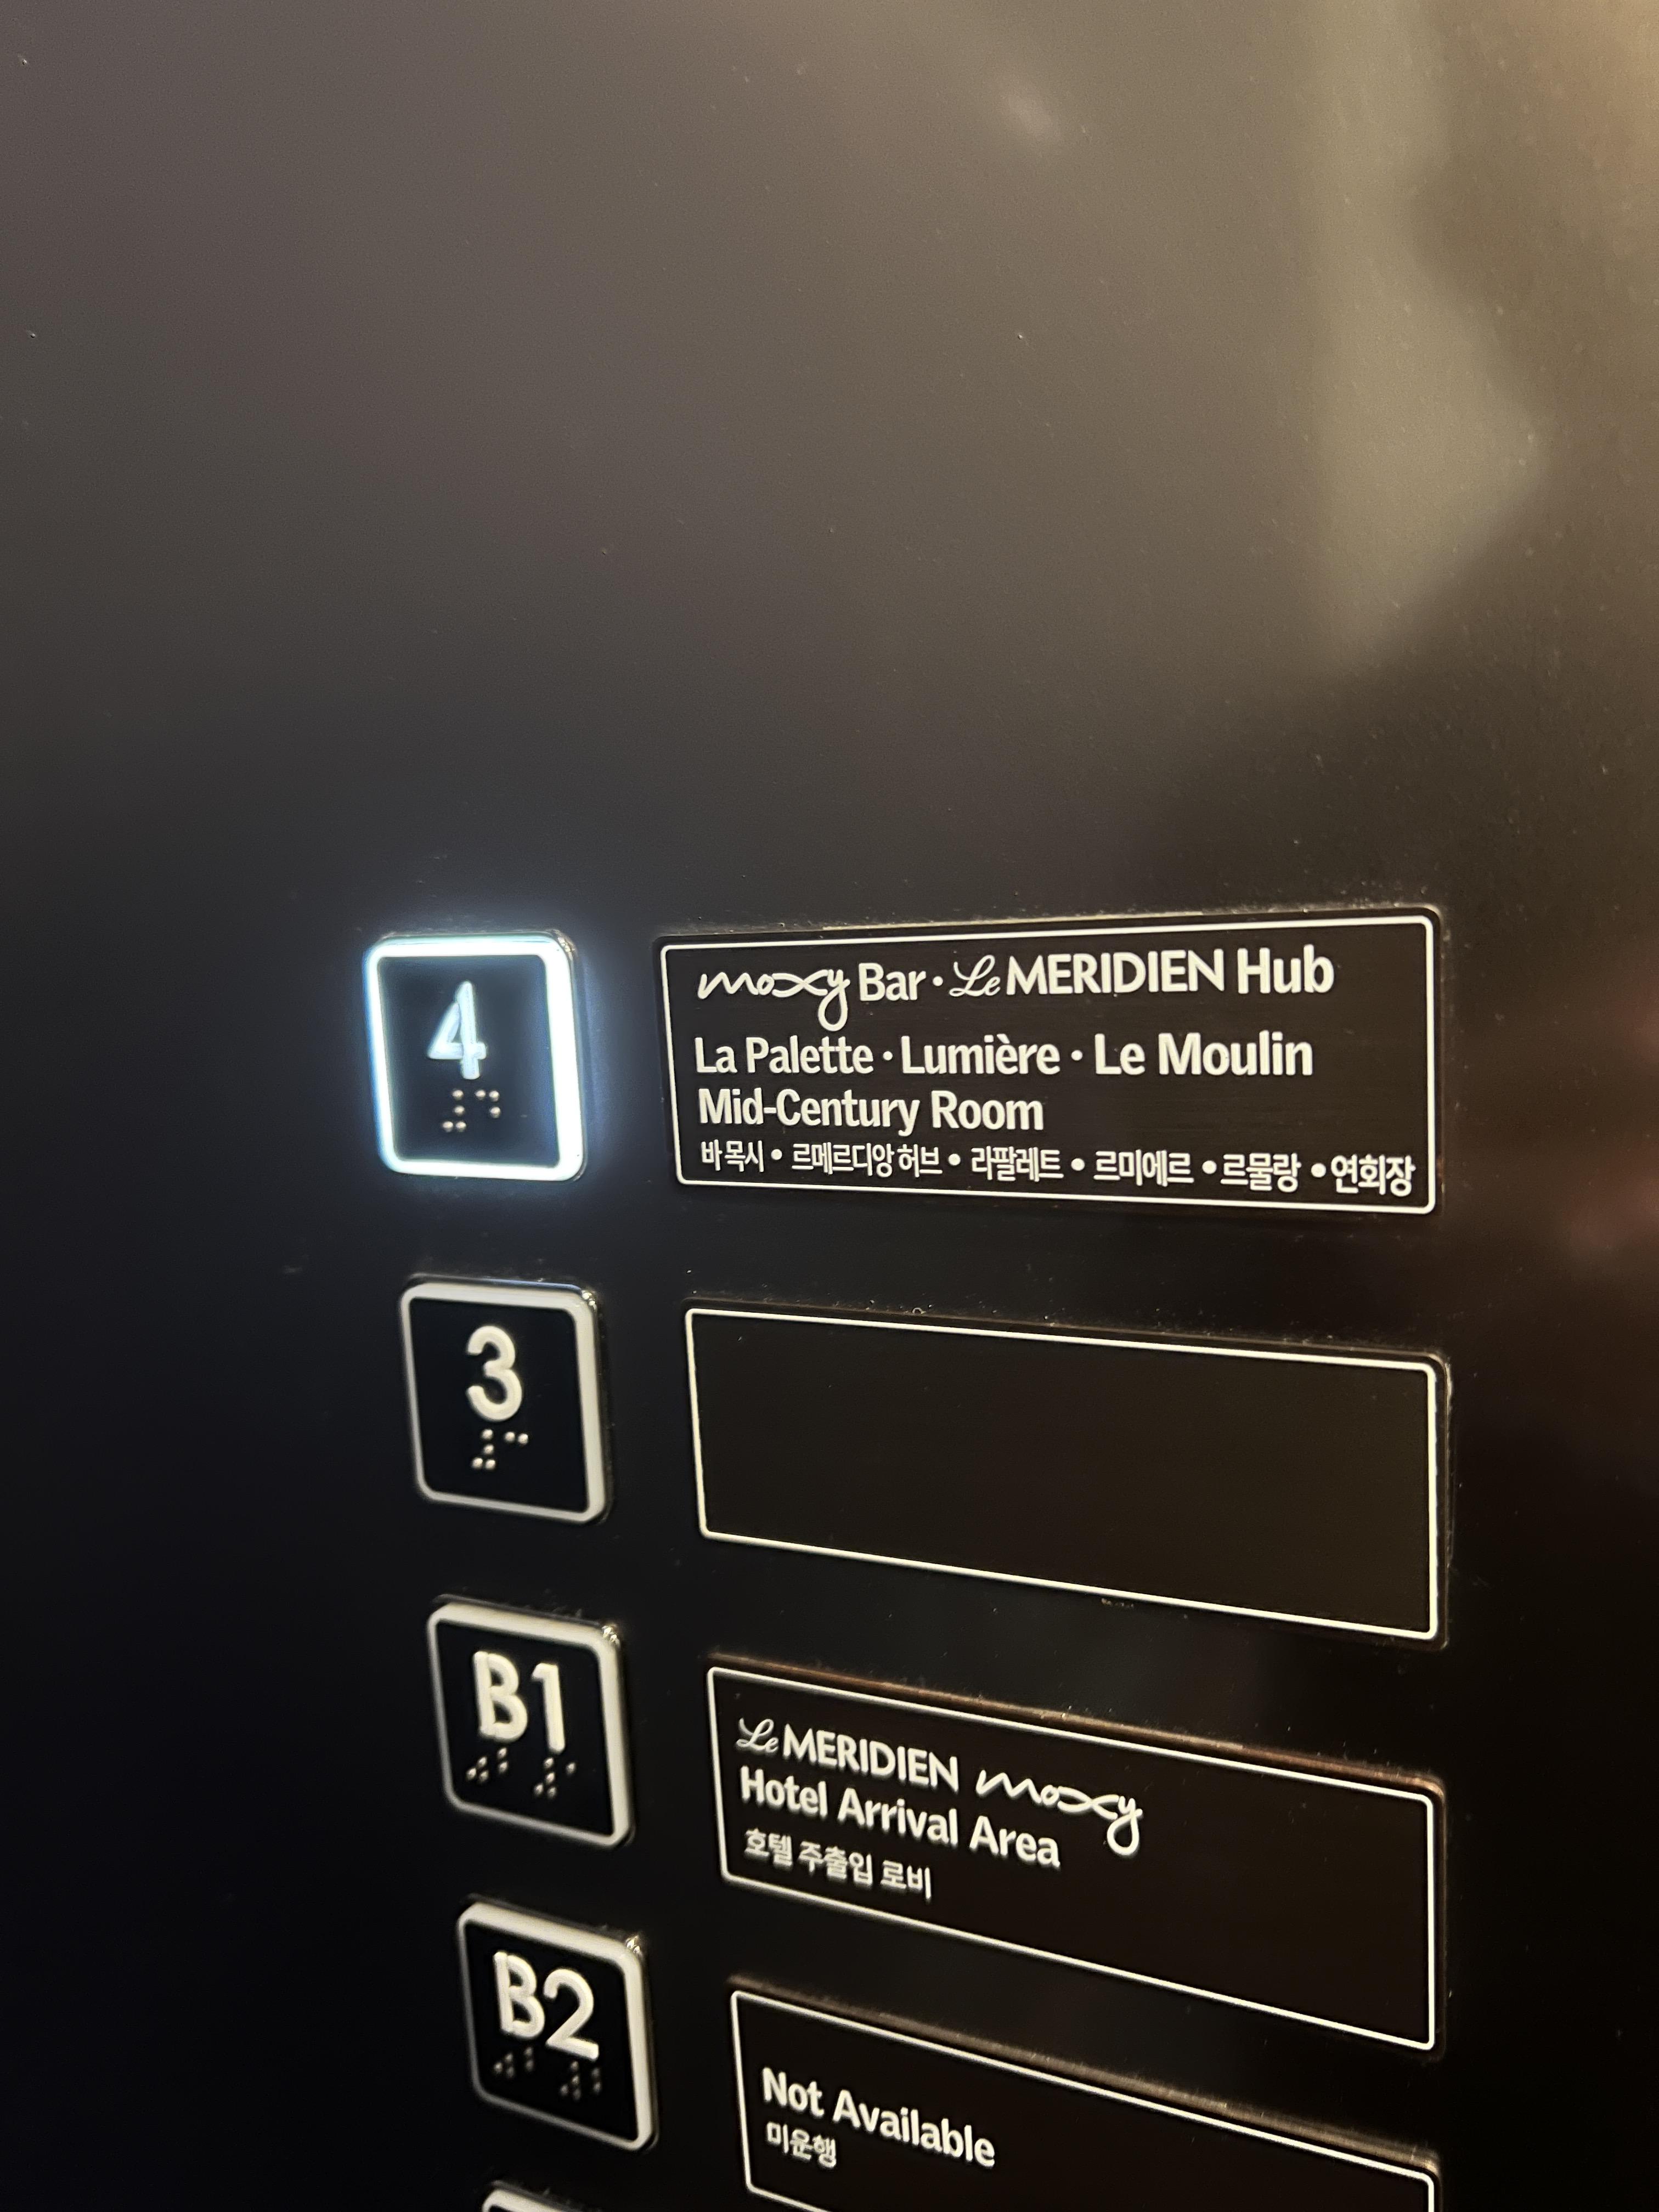 4
moxy Bar · Le MERIDIEN Hub
La Palette · Lumière · Le Moulin
Mid-Century Room
바 목시 • 르메르디앙 허브 • 라팔레트 • 르미에르 • 르물랑 • 연회장
3
B1
Le MERIDIEN moxy
Hotel Arrival Area
호텔 주출입 로비
B2
Not Available
미운행